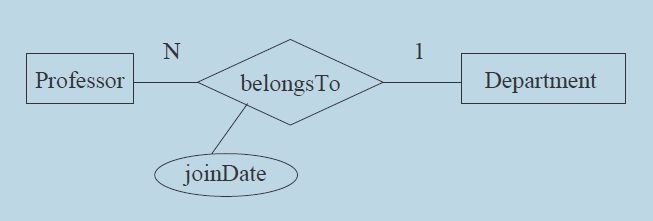 N
1
Professor
belongsTo
Department
joinDate